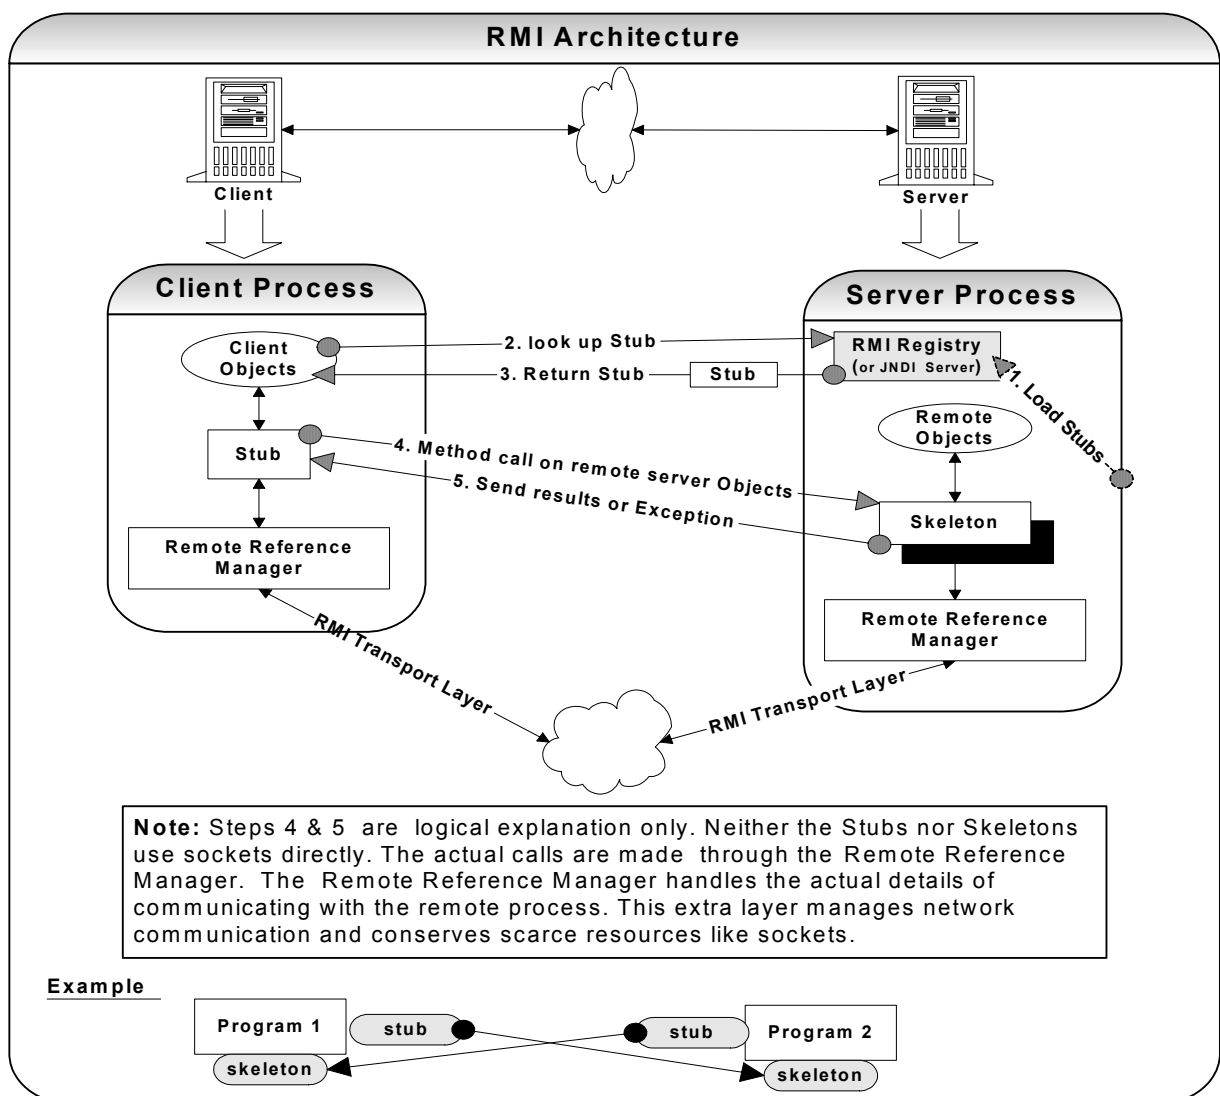 RMI Architecture
Client
Server
Client Process
Server Process
Client
Objects
2. look up Stub
RMI Registry
(or JNDI Server)
3. Return Stub
Stub
1. Load Stubs
Remote
Objects
Stub
4. Method call on remote server Objects
5. Send results or Exception
Skeleton
Remote Reference
Manager
Remote Reference
Manager
RMI Transport Layer
RMI Transport Layer
Note: Steps 4 & 5 are logical explanation only. Neither the Stubs nor Skeletons
use sockets directly. The actual calls are made through the Remote Reference
Manager. The Remote Reference Manager handles the actual details of
communicating with the remote process. This extra layer manages network
communication and conserves scarce resources like sockets.
Example
Program 1
stub
stub
Program 2
skeleton
skeleton